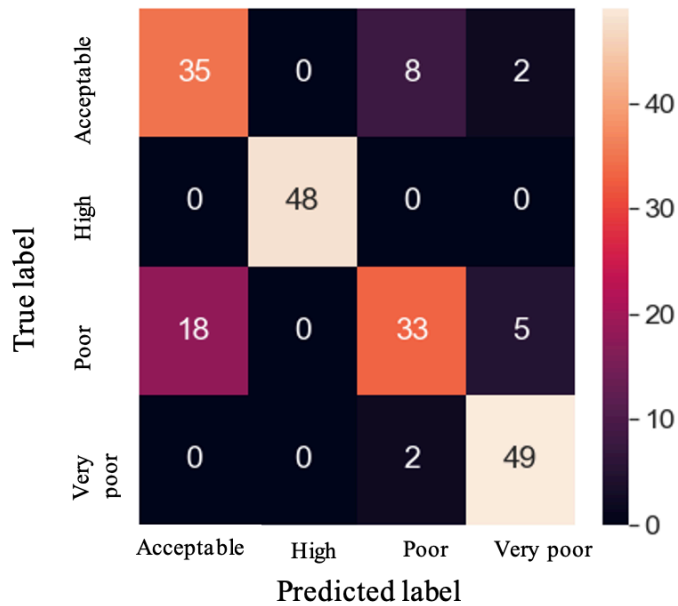 Acceptable 35 0 8 2
High 0 48 0 0
Poor 18 0 33 5
Very poor 0 0 2 49
True label
Acceptable High Poor Very poor
Predicted label
40
30
20
10
0